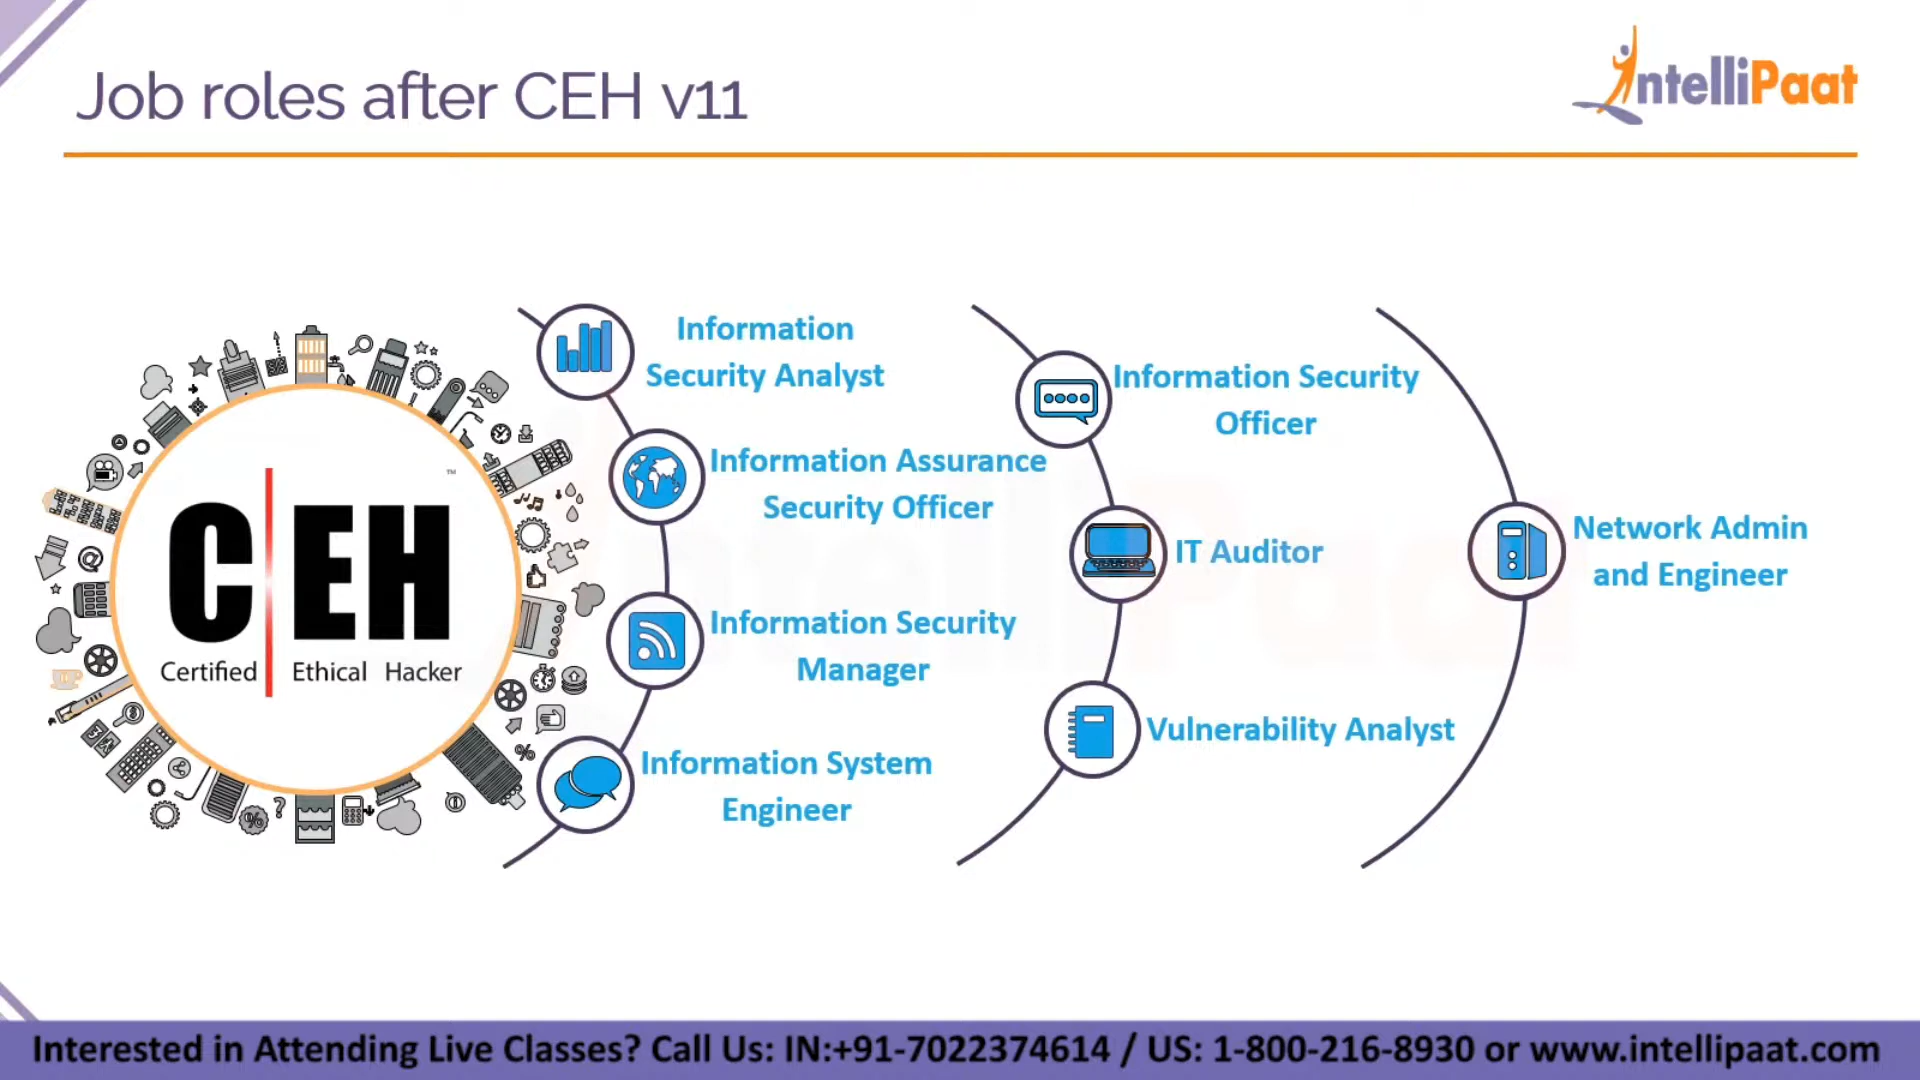 Job roles after CEH v11
IntelliPaat
Information
Security Analyst
Information Assurance
Security Officer
Information Security
Manager
Information System
Engineer
Information Security
Officer
IT Auditor
Vulnerability Analyst
Network Admin
and Engineer
C EH
™
Certified Ethical Hacker
Interested in Attending Live Classes? Call Us: IN:+91-7022374614 / US: 1-800-216-8930 or www.intellipaat.com